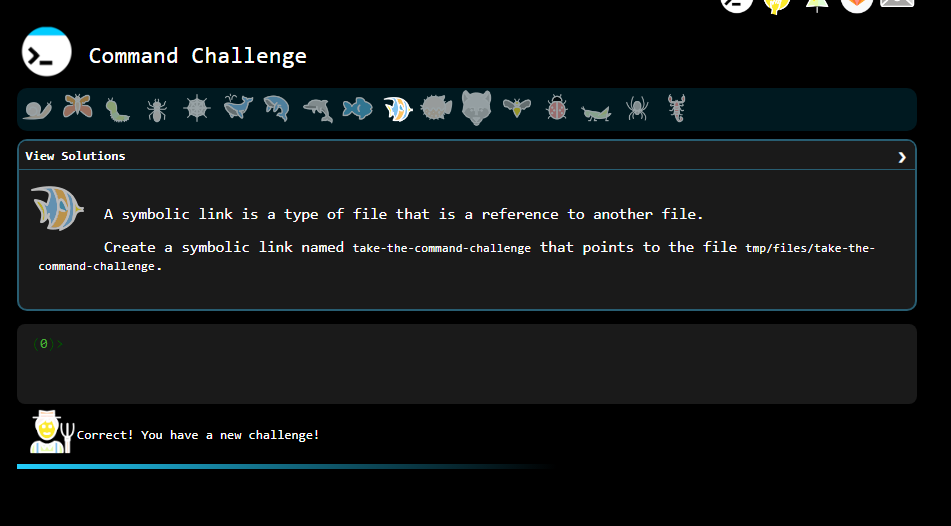 Command Challenge
View Solutions
A symbolic link is a type of file that is a reference to another file.
Create a symbolic link named take-the-command-challenge that points to the file tmp/files/take-the-
command-challenge.
(0)>
Correct! You have a new challenge!